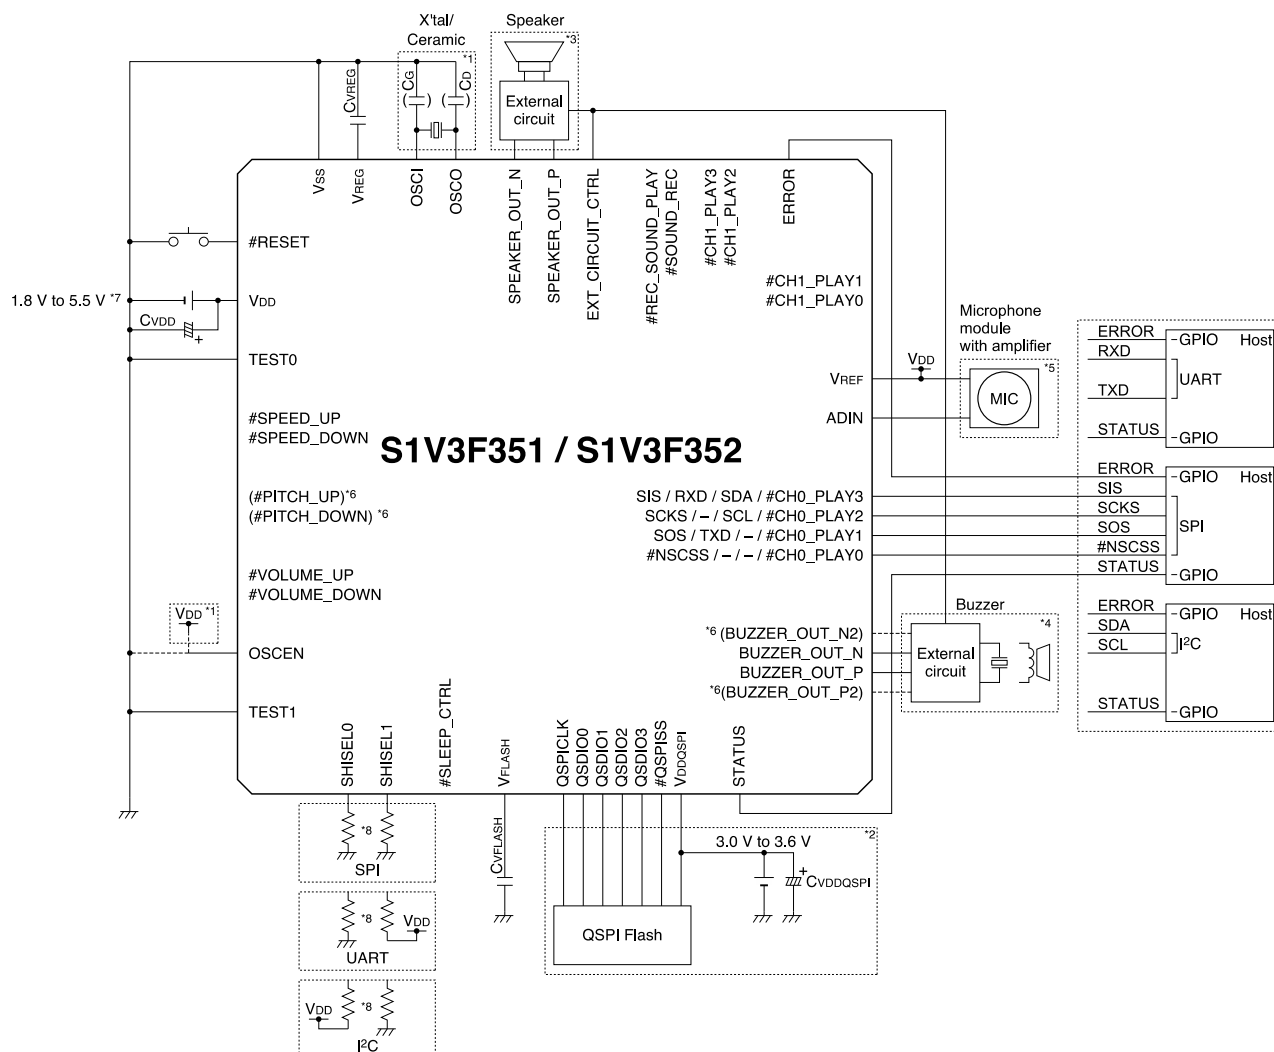 X'tal/
Ceramic
*1
Speaker
*3
CVREG
( CG )
( CD )
External
circuit
VSS
VREG
OSCI
OSCO
SPEAKER_OUT_N
SPEAKER_OUT_P
EXT_CIRCUIT_CTRL
#REC_SOUND_PLAY
#SOUND_REC
#CH1_PLAY3
#CH1_PLAY2
ERROR
#RESET
#CH1_PLAY1
#CH1_PLAY0
1.8 V to 5.5 V *7
VDD
CVDD
+
TEST0
Microphone
module
with amplifier
*5
VDD
VREF
MIC
ADIN
ERROR
GPIO
Host
RXD
UART
TXD
STATUS
GPIO
#SPEED_UP
#SPEED_DOWN
S1V3F351 / S1V3F352
(#PITCH_UP)*6
(#PITCH_DOWN) *6
SIS / RXD / SDA / #CH0_PLAY3
SCKS / – / SCL / #CH0_PLAY2
SOS / TXD / – / #CH0_PLAY1
#NSCSS / – / – / #CH0_PLAY0
ERROR
GPIO
Host
SIS
SCKS
SPI
SOS
#NSCSS
STATUS
GPIO
#VOLUME_UP
#VOLUME_DOWN
VDD *1
OSCEN
TEST1
Buzzer
*4
*6 (BUZZER_OUT_N2)
BUZZER_OUT_N
BUZZER_OUT_P
*6(BUZZER_OUT_P2)
External
circuit
ERROR
GPIO
Host
SDA
I2C
SCL
STATUS
GPIO
SHISEL0
SHISEL1
#SLEEP_CTRL
VFLASH
QSPICLK
QSDIO0
QSDIO1
QSDIO2
QSDIO3
#QSPISS
VDDQSPI
STATUS
*8
SPI
CVFLASH
*2
3.0 V to 3.6 V
+
CVDDQSPI
QSPI Flash
*8
VDD
UART
VDD
*8
I2C